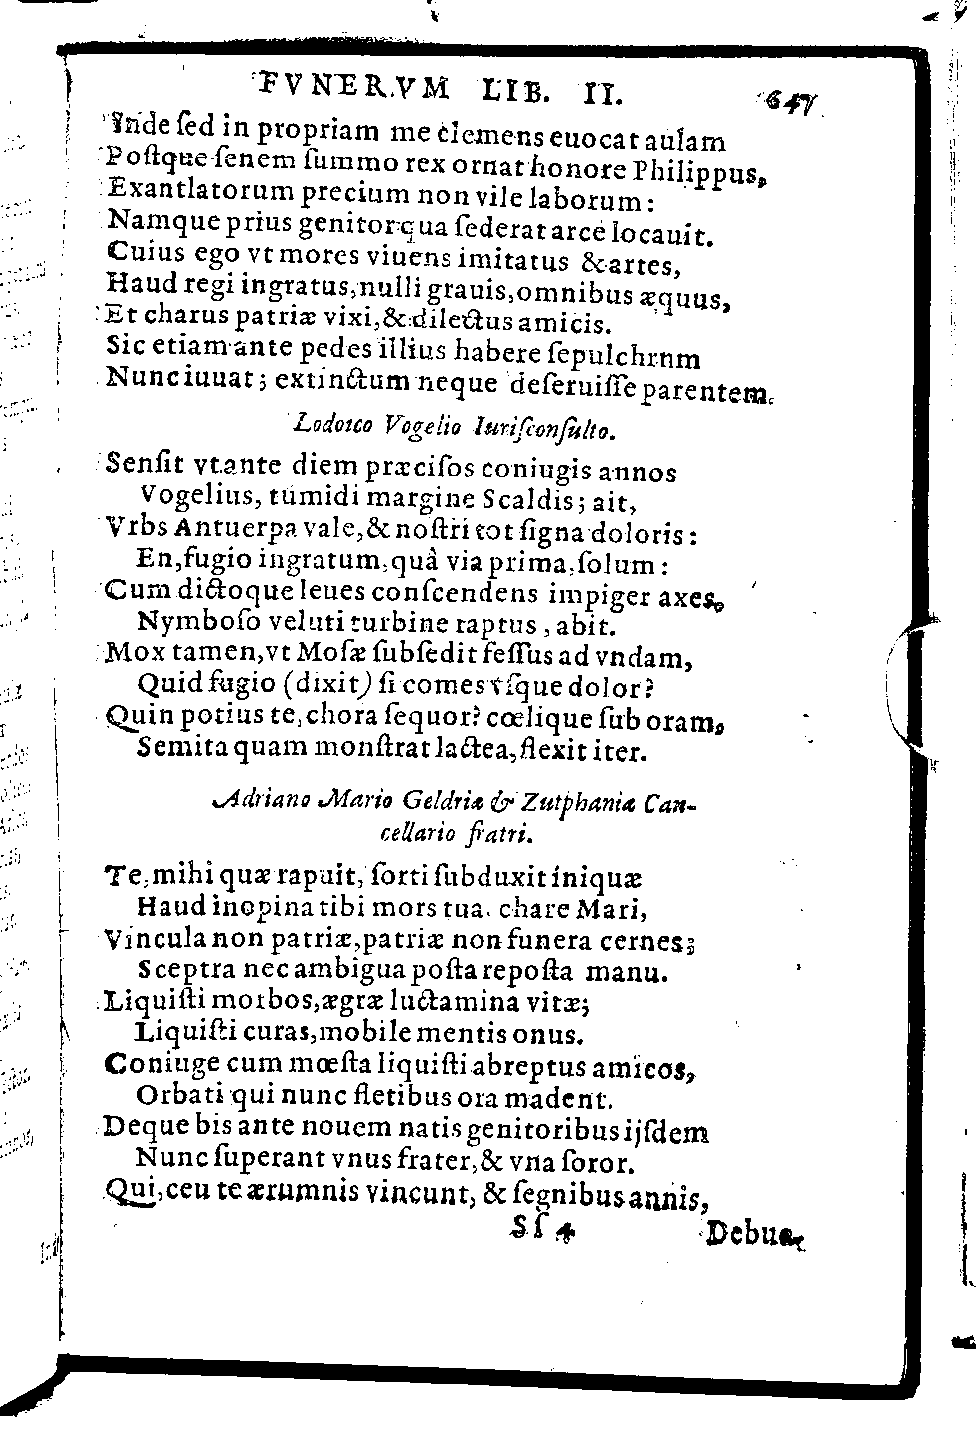 FVNERVM LIB. II. 647
Inde ſed in propriam me clemens euocat aulam
Poſtque ſenem ſummo rex ornat honore Philippus,
Exantlatorum precium non vile laborum:
Namque prius genitor qua ſederat arce locauit.
Cuius ego vt mores viuens imitatus & artes,
Haud regi ingratus, nulli grauis, omnibus æquus,
Et charus patriæ vixi, & dilectus amicis.
Sic etiam ante pedes illius habere ſepulchrum
Nunc iuuat; extinctum neque deſeruiſſe parentem.
Lodoico Vogelio Iuriſconſulto.
Senſit vt ante diem præciſos coniugis annos
Vogelius, tumidi margine Scaldis; ait,
Vrbs Antuerpa vale, & noſtri tot ſigna doloris:
En, fugio ingratum, quâ via prima, ſolum:
Cum dictoque leues conſcendens impiger axes,
Nymboſo veluti turbine raptus, abit.
Mox tamen, vt Moſæ ſubſedit feſſus ad vndam,
Quid fugio (dixit) ſi comes vſque dolor?
Quin potius te, chora ſequor? cœlique ſub oram,
Semita quam monſtrat lactea, flexit iter.
Adriano Mario Geldriæ & Zutphaniæ Can-
cellario fratri.
Te, mihi quæ rapuit, ſorti ſubduxit iniquæ
Haud inopina tibi mors tua. chare Mari,
Vincula non patriæ, patriæ non funera cernes;
Sceptra nec ambigua poſta repoſta manu.
Liquiſti morbos, ægræ luctamina vitæ;
Liquiſti curas, mobile mentis onus.
Coniuge cum mœſta liquiſti abreptus amicos,
Orbati qui nunc fletibus ora madent.
Deque bis ante nouem natis genitoribus ijſdem
Nunc ſuperant vnus frater, & vna ſoror.
Qui, ceu te ærumnis vincunt, & ſegnibus annis,
Sſ 4 Debue-